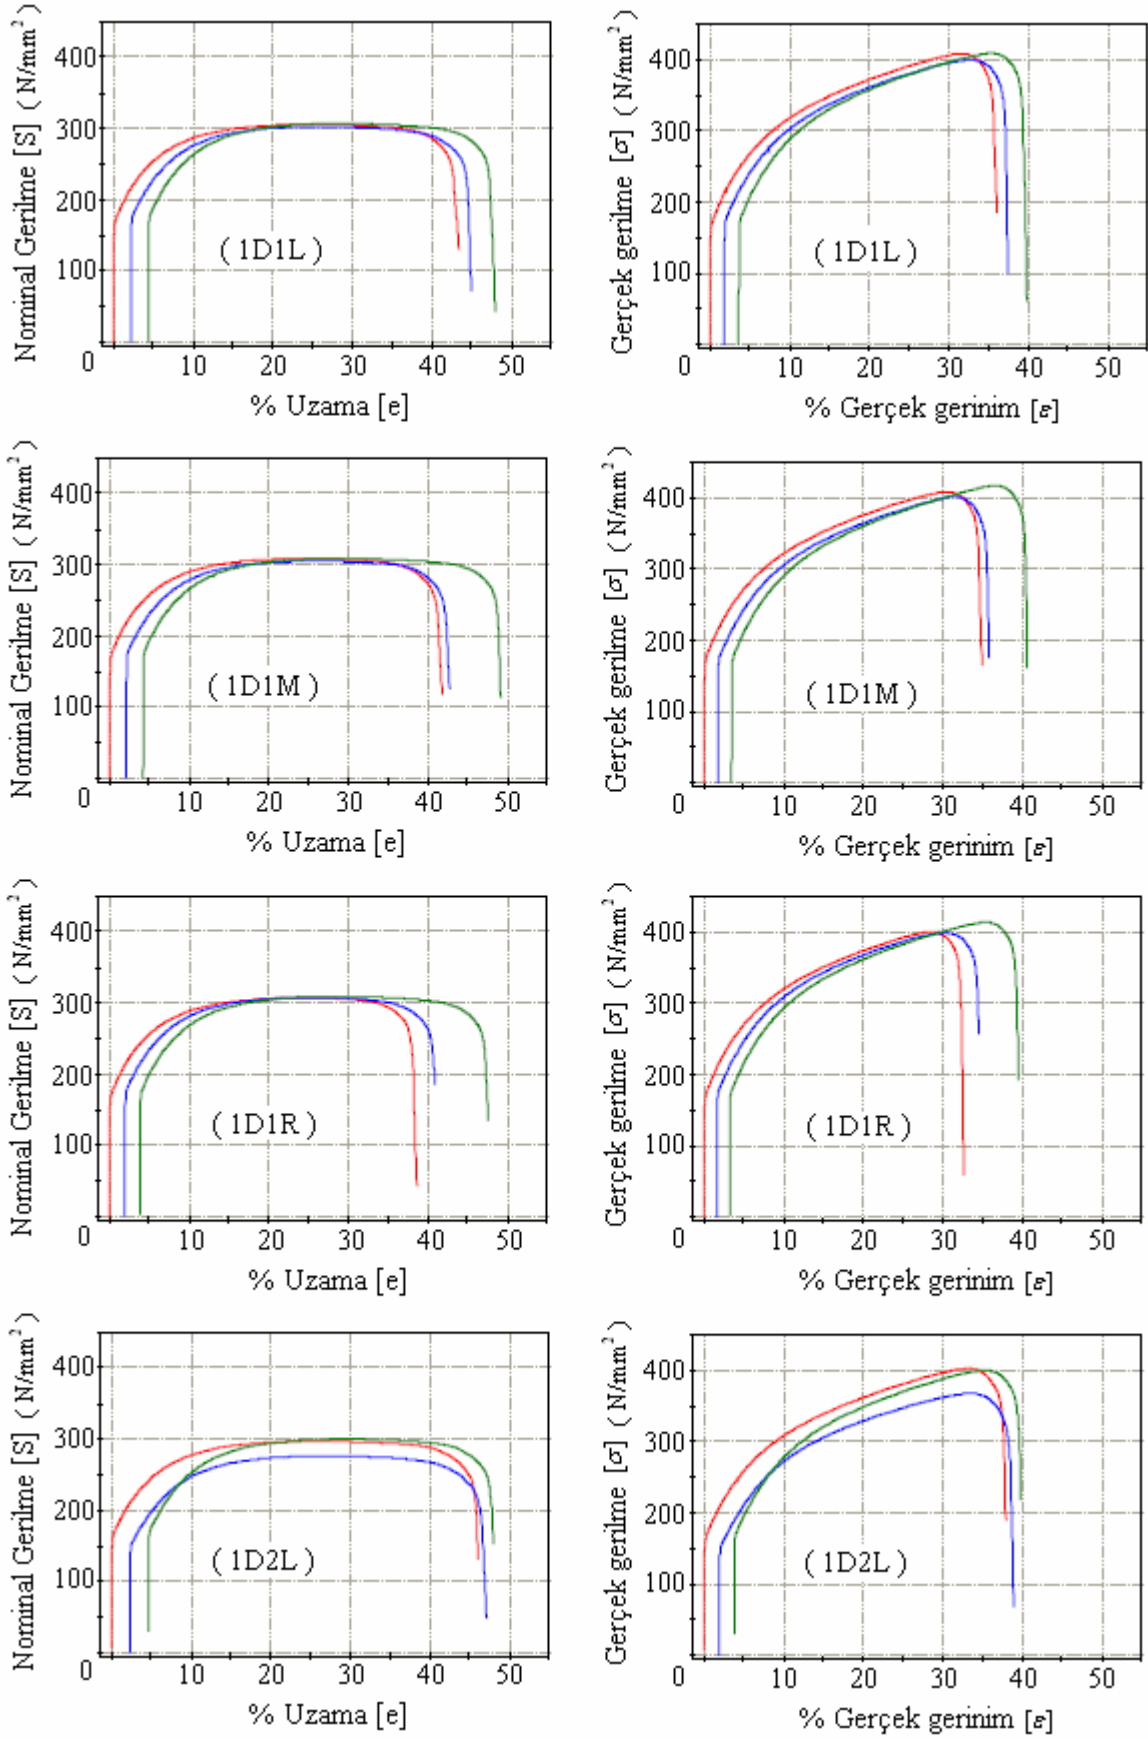 Nominal Gerilme [S] ( N/mm² )
400
300
200
100
0
10 20 30 40 50
% Uzama [e]
( 1D1L )
Gerçek gerilme [σ] ( N/mm² )
400
300
200
100
0
10 20 30 40 50
% Gerçek gerinim [ε]
( 1D1L )
Nominal Gerilme [S] ( N/mm² )
400
300
200
100
0
10 20 30 40 50
% Uzama [e]
( 1D1M )
Gerçek gerilme [σ] ( N/mm² )
400
300
200
100
0
10 20 30 40 50
% Gerçek gerinim [ε]
( 1D1M )
Nominal Gerilme [S] ( N/mm² )
400
300
200
100
0
10 20 30 40 50
% Uzama [e]
( 1D1R )
Gerçek gerilme [σ] ( N/mm² )
400
300
200
100
0
10 20 30 40 50
% Gerçek gerinim [ε]
( 1D1R )
Nominal Gerilme [S] ( N/mm² )
400
300
200
100
0
10 20 30 40 50
% Uzama [e]
( 1D2L )
Gerçek gerilme [σ] ( N/mm² )
400
300
200
100
0
10 20 30 40 50
% Gerçek gerinim [ε]
( 1D2L )